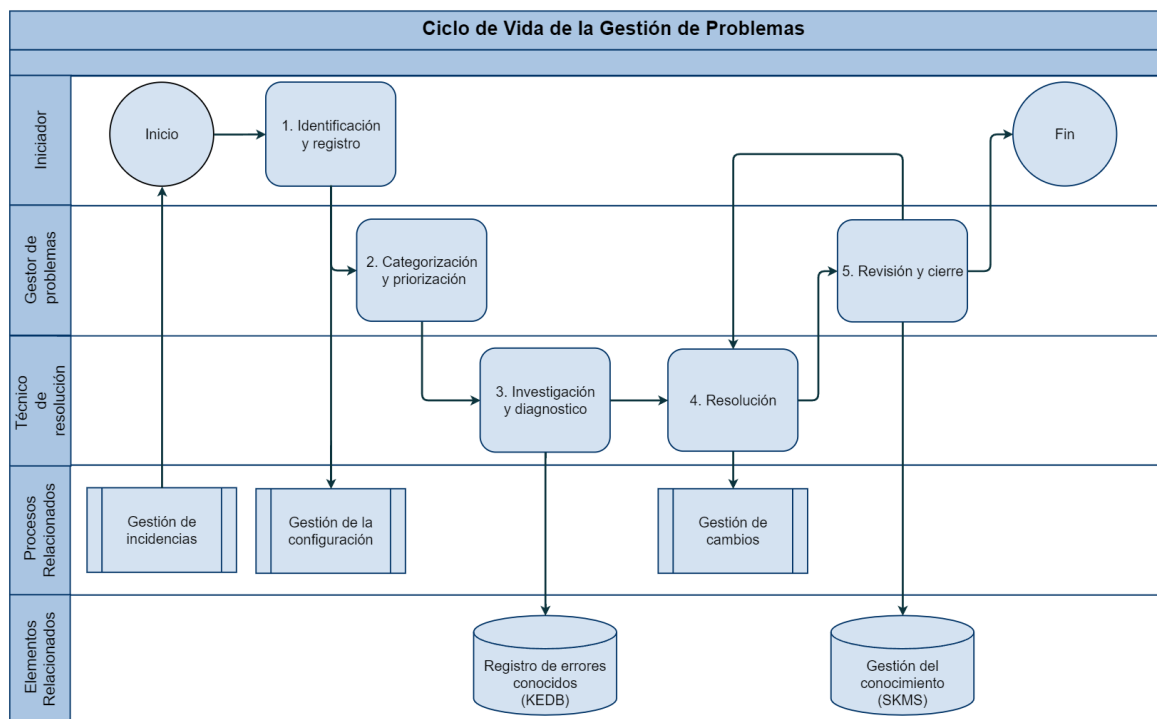 Ciclo de Vida de la Gestión de Problemas
Iniciador
Inicio
1. Identificación
y registro
Fin
Gestor de
problemas
2. Categorización
y priorización
5. Revisión y cierre
Técnico
de
resolución
3. Investigación
y diagnostico
4. Resolución
Procesos
Relacionados
Gestión de
incidencias
Gestión de la
configuración
Gestión de
cambios
Elementos
Relacionados
Registro de errores
conocidos
(KEDB)
Gestión del
conocimiento
(SKMS)